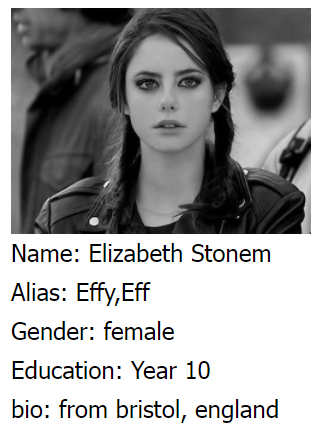 Name: Elizabeth Stonem
Alias: Effy,Eff
Gender: female
Education: Year 10
bio: from bristol, england